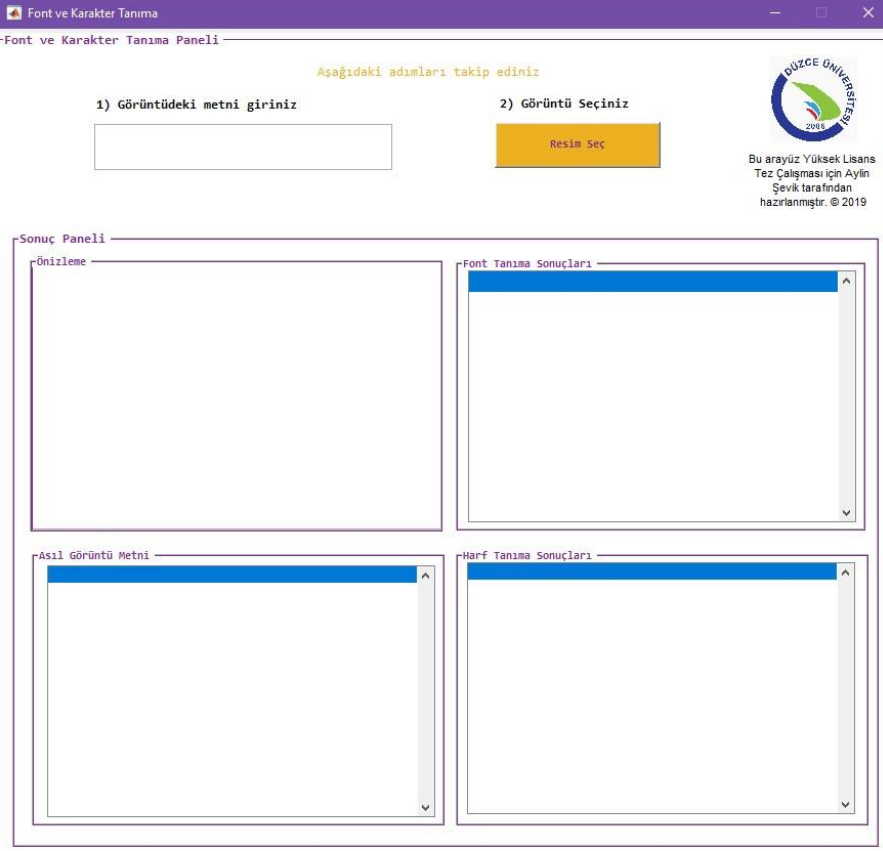 Font ve Karakter Tanıma
Font ve Karakter Tanıma Paneli
Aşağıdaki adımları takip ediniz
1) Görüntüdeki metni giriniz
2) Görüntü Seçiniz
Resim Seç
DÜZCE ÜNİVERSİTESİ
2006
Bu arayüz Yüksek Lisans
Tez Çalışması için Aylin
Şevik tarafından
hazırlanmıştır. © 2019
Sonuç Paneli
Önizleme
Font Tanıma Sonuçları
Asıl Görüntü Metni
Harf Tanıma Sonuçları